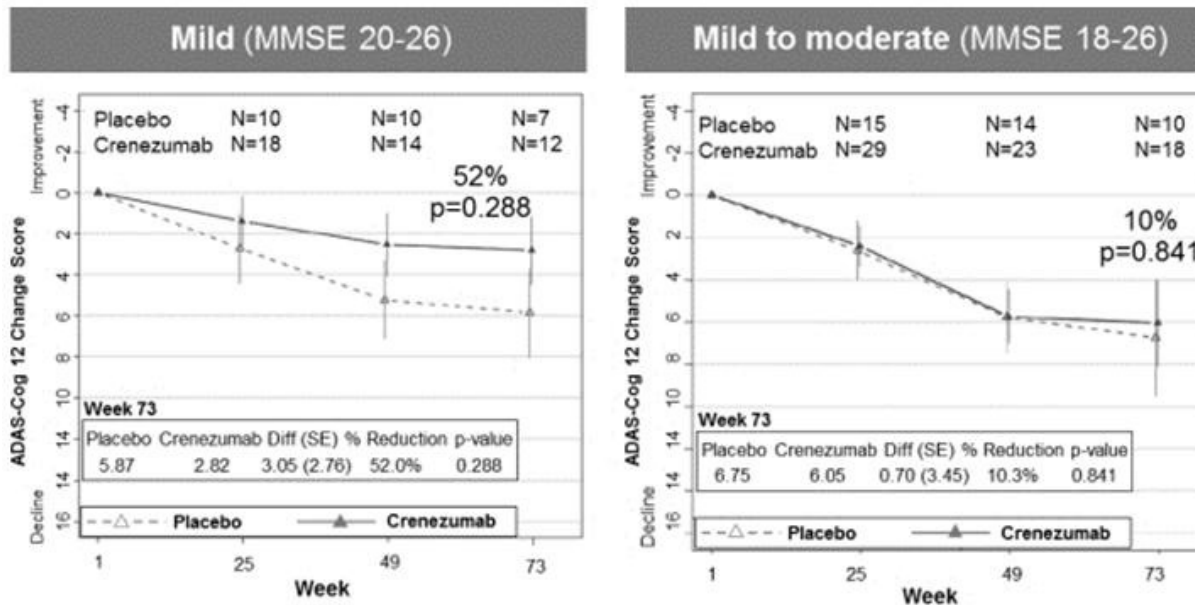 Mild (MMSE 20-26)
Placebo N=10 N=10 N=7
Crenezumab N=18 N=14 N=12
52%
p=0.288
Improvement
Decline
ADAS-Cog 12 Change Score
-4
-2
0
2
4
6
8
10
12
14
16
Week 73
Placebo Crenezumab Diff (SE) % Reduction p-value
5.87 2.82 3.05 (2.76) 52.0% 0.288
Placebo Crenezumab
1 25 49 73
Week
Mild to moderate (MMSE 18-26)
Placebo N=15 N=14 N=10
Crenezumab N=29 N=23 N=18
10%
p=0.841
Improvement
Decline
ADAS-Cog 12 Change Score
-4
-2
0
2
4
6
8
10
12
14
16
Week 73
Placebo Crenezumab Diff (SE) % Reduction p-value
6.75 6.05 0.70 (3.45) 10.3% 0.841
Placebo Crenezumab
1 25 49 73
Week